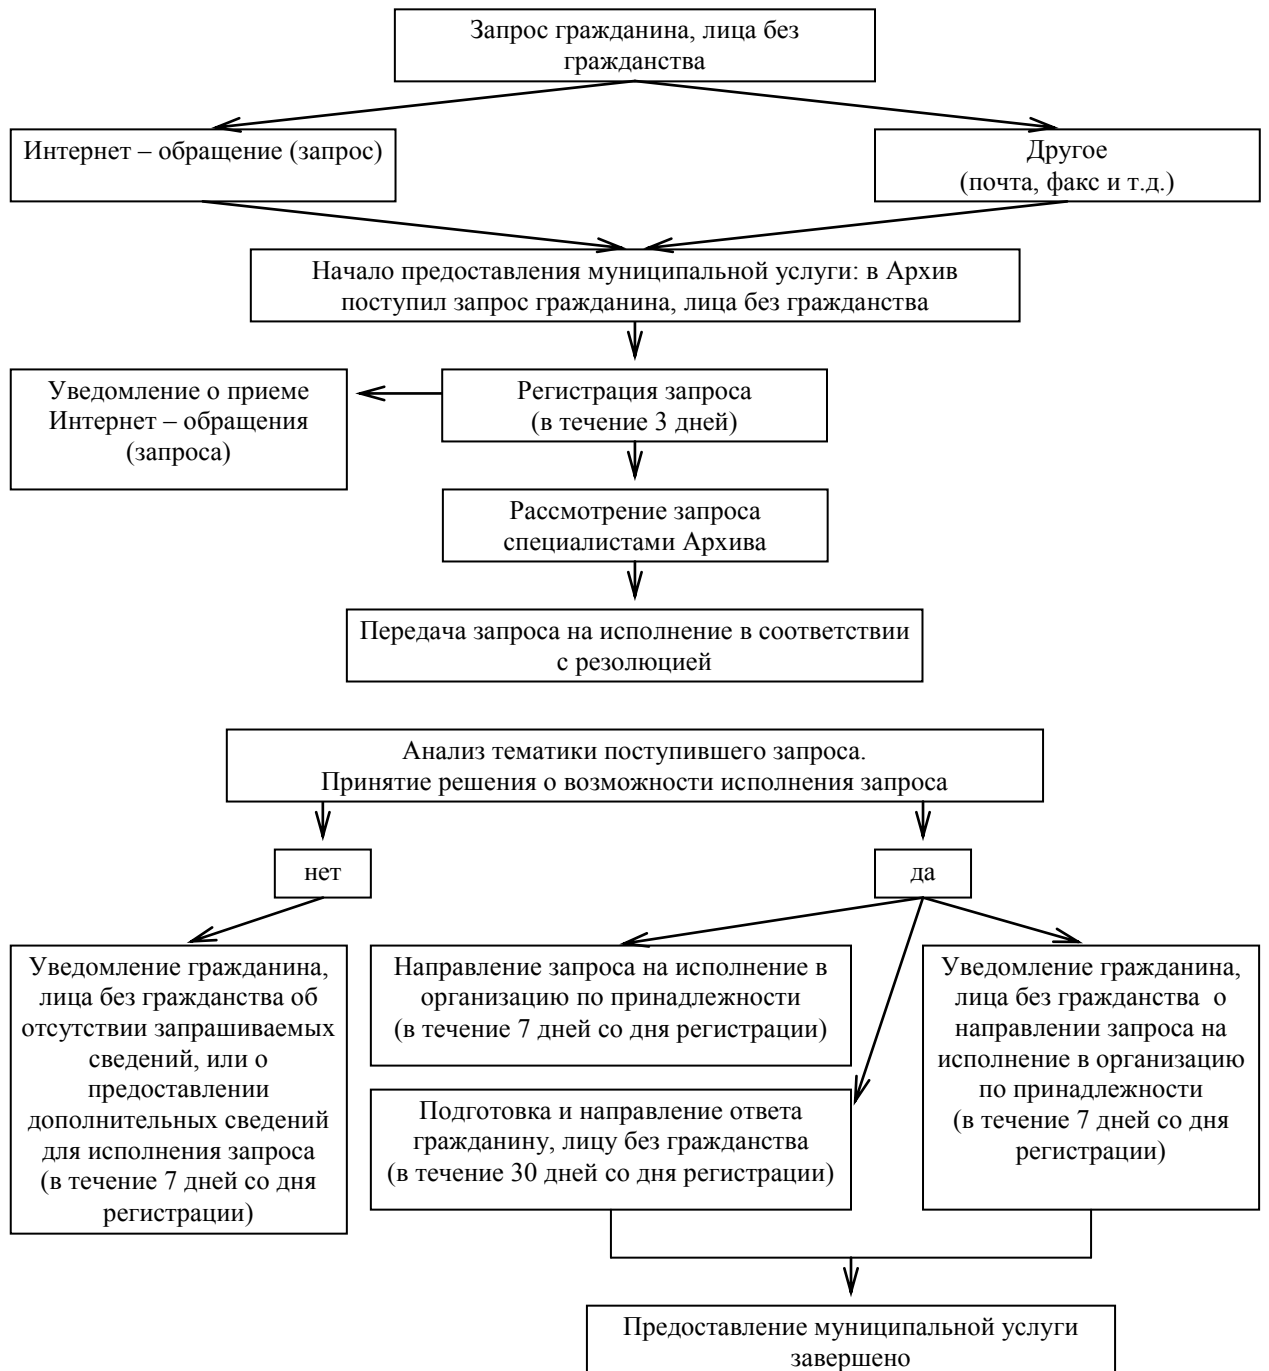 Запрос гражданина, лица без
гражданства
Интернет – обращение (запрос)
Другое
(почта, факс и т.д.)
Начало предоставления муниципальной услуги: в Архив
поступил запрос гражданина, лица без гражданства
Уведомление о приеме
Интернет – обращения
(запроса)
Регистрация запроса
(в течение 3 дней)
Рассмотрение запроса
специалистами Архива
Передача запроса на исполнение в соответствии
с резолюцией
Анализ тематики поступившего запроса.
Принятие решения о возможности исполнения запроса
нет
да
Уведомление гражданина,
лица без гражданства об
отсутствии запрашиваемых
сведений, или о
предоставлении
дополнительных сведений
для исполнения запроса
(в течение 7 дней со дня
регистрации)
Направление запроса на исполнение в
организацию по принадлежности
(в течение 7 дней со дня регистрации)
Подготовка и направление ответа
гражданину, лицу без гражданства
(в течение 30 дней со дня регистрации)
Уведомление гражданина,
лица без гражданства о
направлении запроса на
исполнение в организацию
по принадлежности
(в течение 7 дней со дня
регистрации)
Предоставление муниципальной услуги
завершено